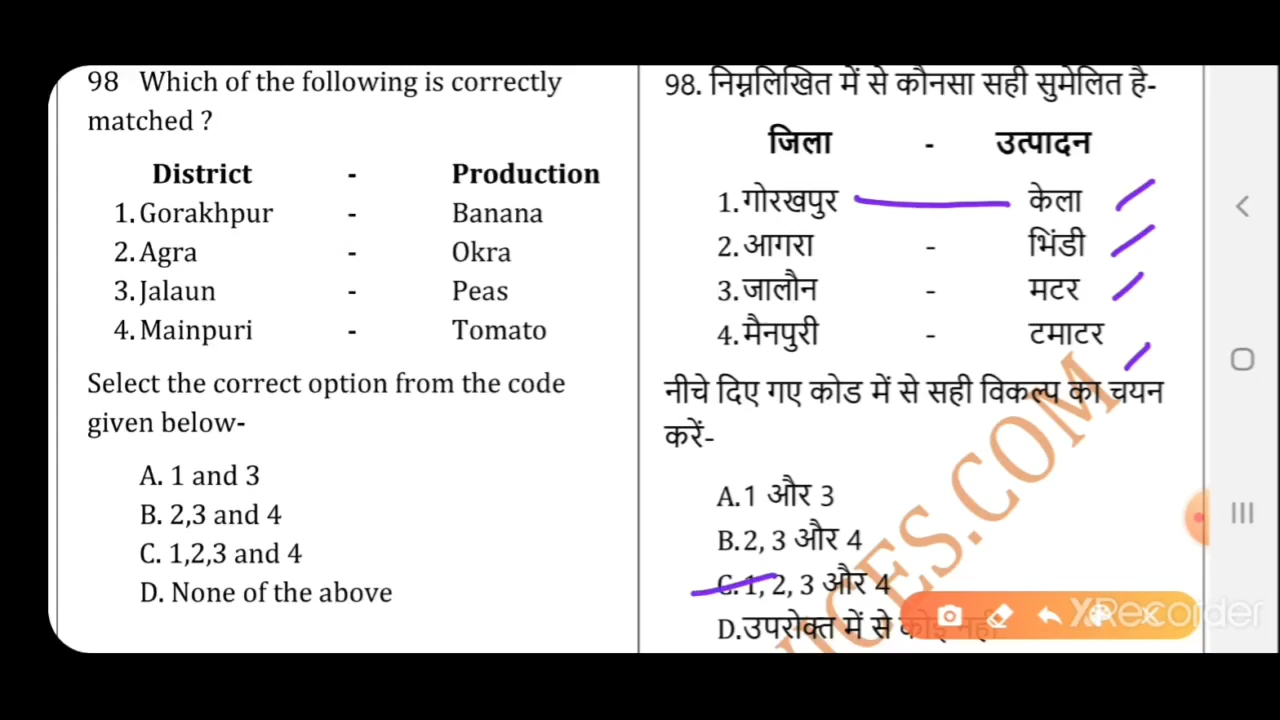 98 Which of the following is correctly
matched ?
District - Production
1. Gorakhpur - Banana
2. Agra - Okra
3. Jalaun - Peas
4. Mainpuri - Tomato
Select the correct option from the code
given below-
A. 1 and 3
B. 2,3 and 4
C. 1,2,3 and 4
D. None of the above
98. निम्नलिखित में से कौनसा सही सुमेलित है-
जिला - उत्पादन
1. गोरखपुर केला
2. आगरा - भिंडी
3. जालौन - मटर
4. मैनपुरी - टमाटर
नीचे दिए गए कोड में से सही विकल्प का चयन
करें-
A.1 और 3
B.2, 3 और 4
C.1, 2, 3 और 4
D.उपरोक्त में से कोई नहीं
ICES.COM
XRecorder